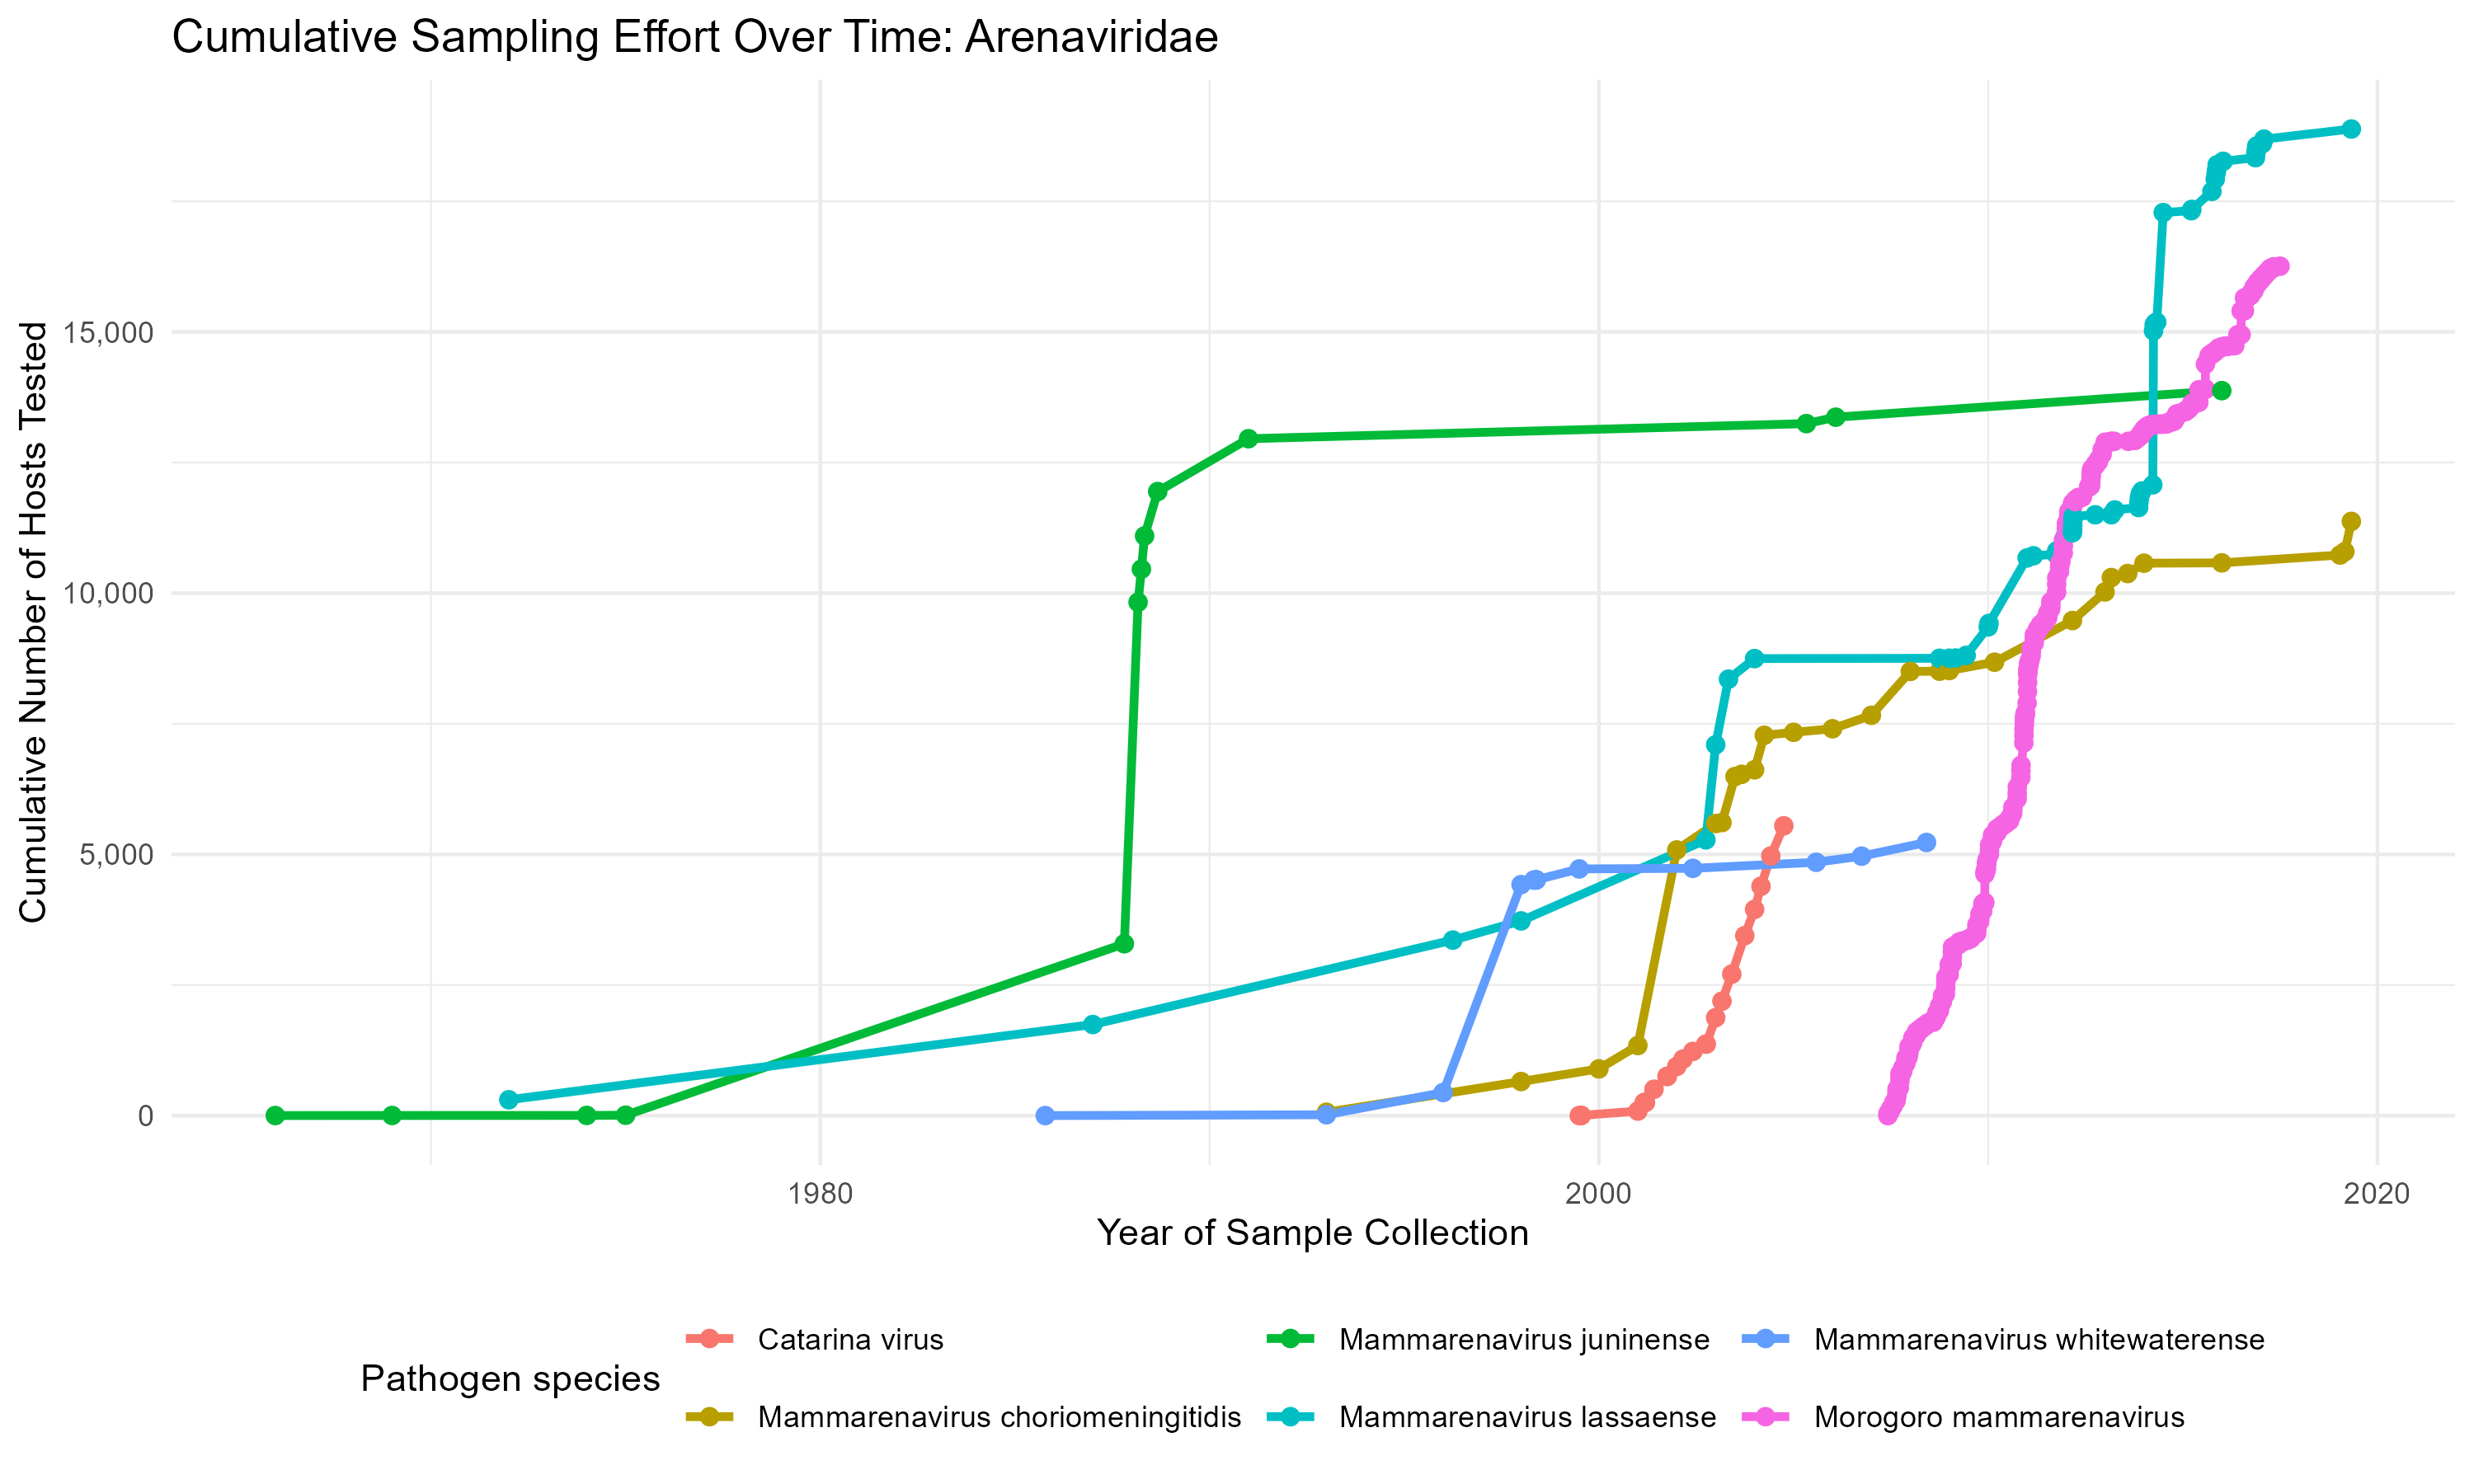 Cumulative Sampling Effort Over Time: Arenaviridae
Cumulative Number of Hosts Tested
15,000
10,000
5,000
0
1980
2000
2020
Year of Sample Collection
Pathogen species
Catarina virus
Mammarenavirus juninense
Mammarenavirus whitewaterense
Mammarenavirus choriomeningitidis
Mammarenavirus lassaense
Morogoro mammarenavirus